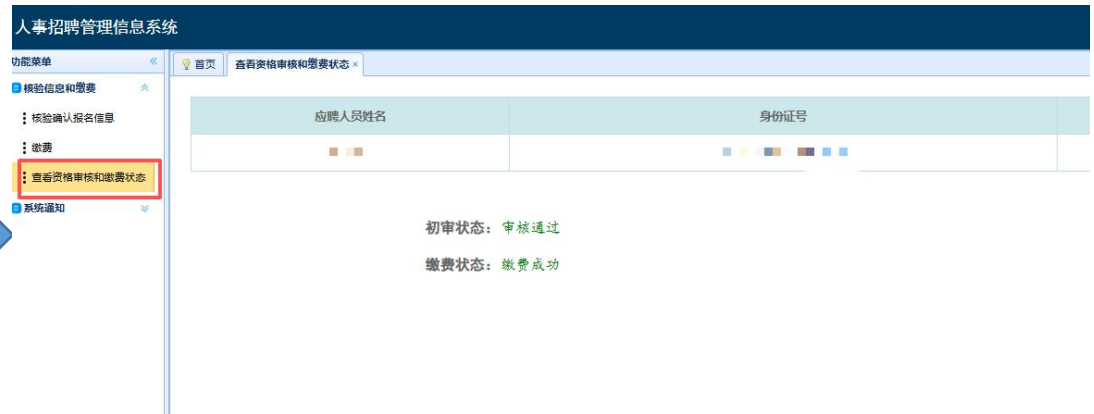 人事招聘管理信息系统
功能菜单
首页 查看资格审核和缴费状态
核验信息和缴费
核验确认报名信息
应聘人员姓名 身份证号
缴费
查看资格审核和缴费状态
系统通知
初审状态：审核通过
缴费状态：缴费成功